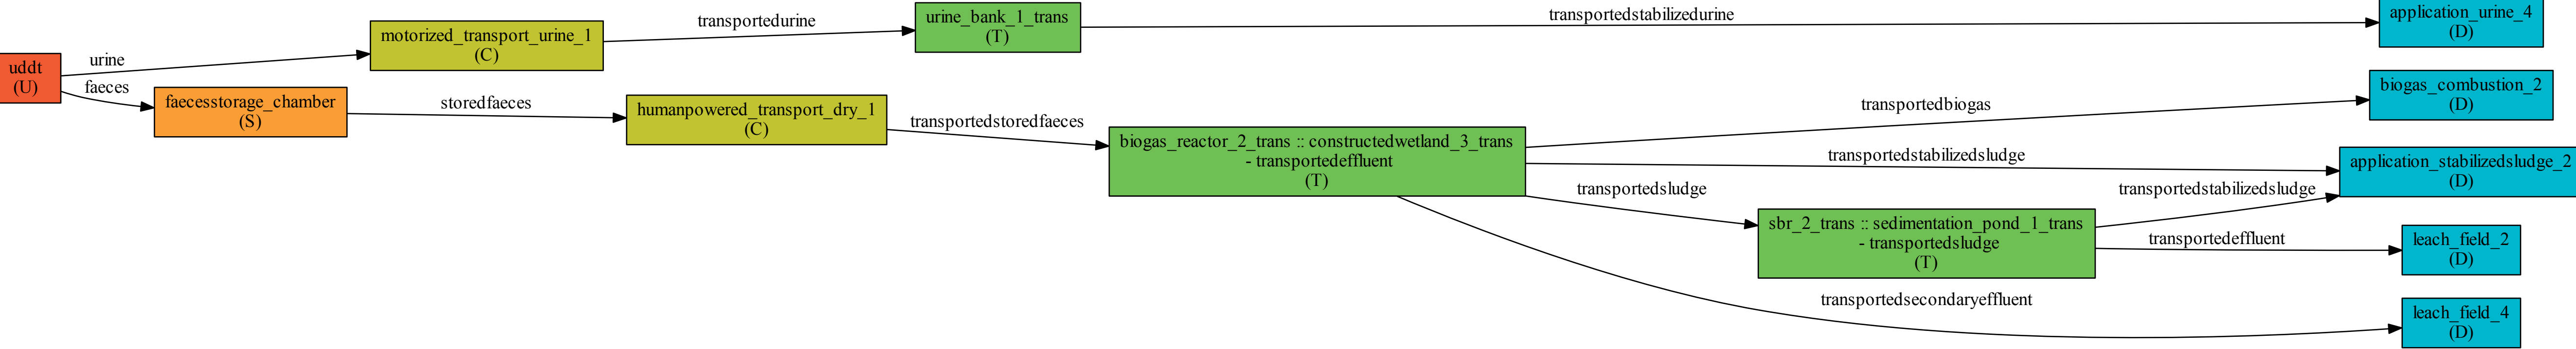 uddt
(U)
urine
faeces
motorized_transport_urine_1
(C)
transportedurine
urine_bank_1_trans
(T)
transportedstabilizedurine
application_urine_4
(D)
faecesstorage_chamber
(S)
storedfaeces
humanpowered_transport_dry_1
(C)
transportedstoredfaeces
biogas_reactor_2_trans :: constructedwetland_3_trans
- transportedeffluent
(T)
transportedbiogas
biogas_combustion_2
(D)
transportedstabilizedsludge
application_stabilizedsludge_2
(D)
transportedsludge
sbr_2_trans :: sedimentation_pond_1_trans
- transportedsludge
(T)
transportedstabilizedsludge
transportedeffluent
leach_field_2
(D)
transportedsecondaryeffluent
leach_field_4
(D)